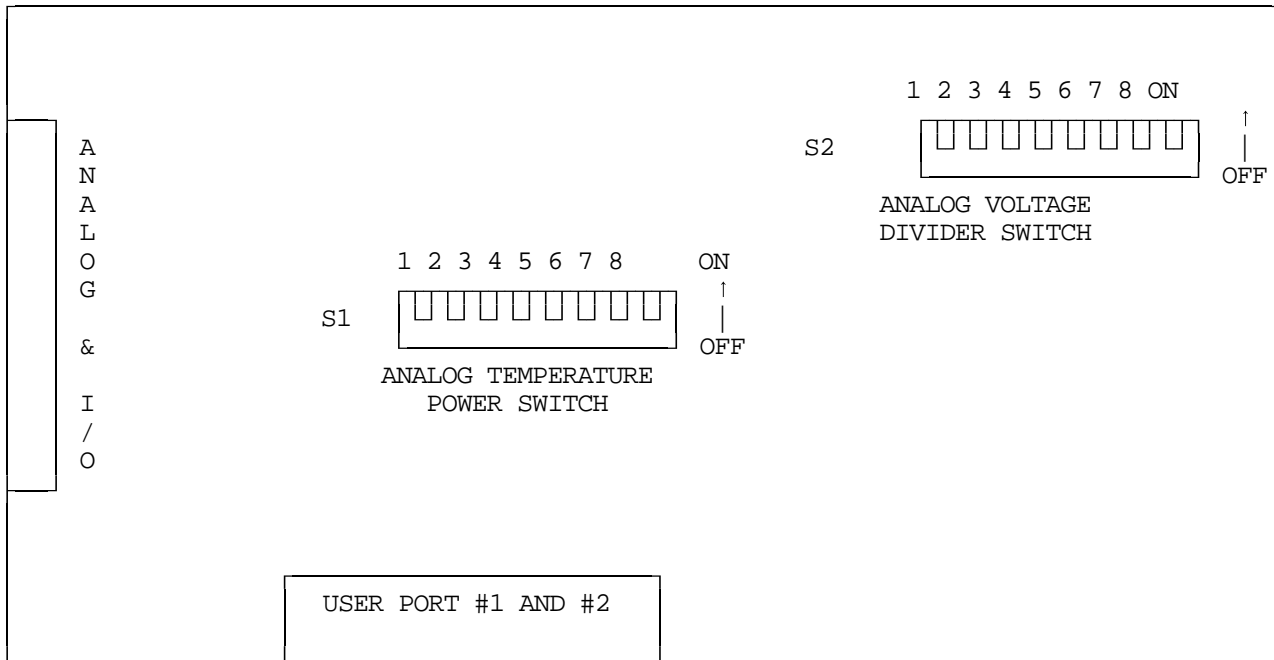 1 2 3 4 5 6 7 8 ON
↑
|
OFF
S2
ANALOG VOLTAGE
DIVIDER SWITCH
A
N
A
L
O
G
&
I
/
O
1 2 3 4 5 6 7 8 ON
↑
|
OFF
S1
ANALOG TEMPERATURE
POWER SWITCH
USER PORT #1 AND #2